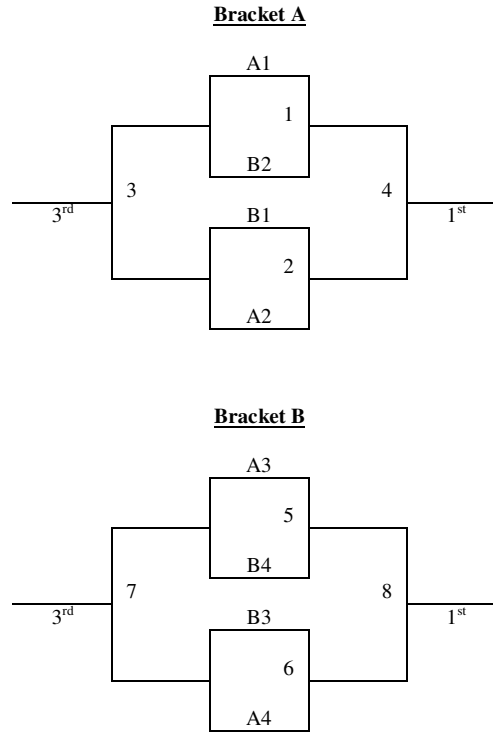 Bracket A
A1
1
B2
3 4
3rd B1 1st
2
A2
Bracket B
A3
5
B4
7 8
3rd B3 1st
6
A4